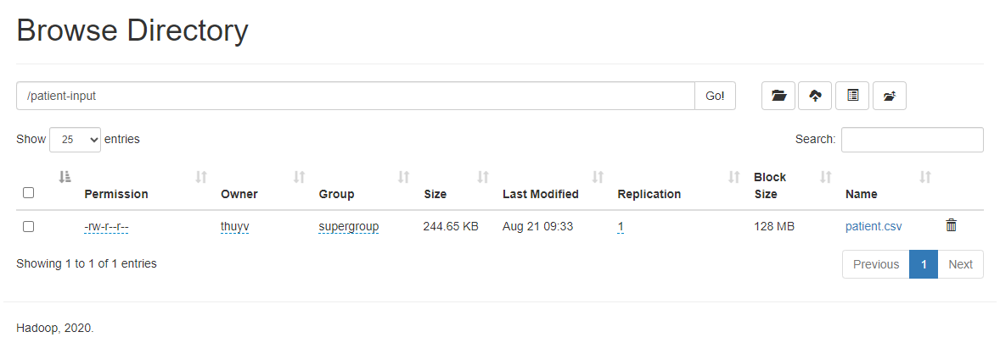 Browse Directory
/patient-input Go!
Show 25 entries Search:
Permission Owner Group Size Last Modified Replication Block Size Name
-rw-r--r-- thuyv supergroup 244.65 KB Aug 21 09:33 1 128 MB patient.csv
Showing 1 to 1 of 1 entries Previous 1 Next
Hadoop, 2020.